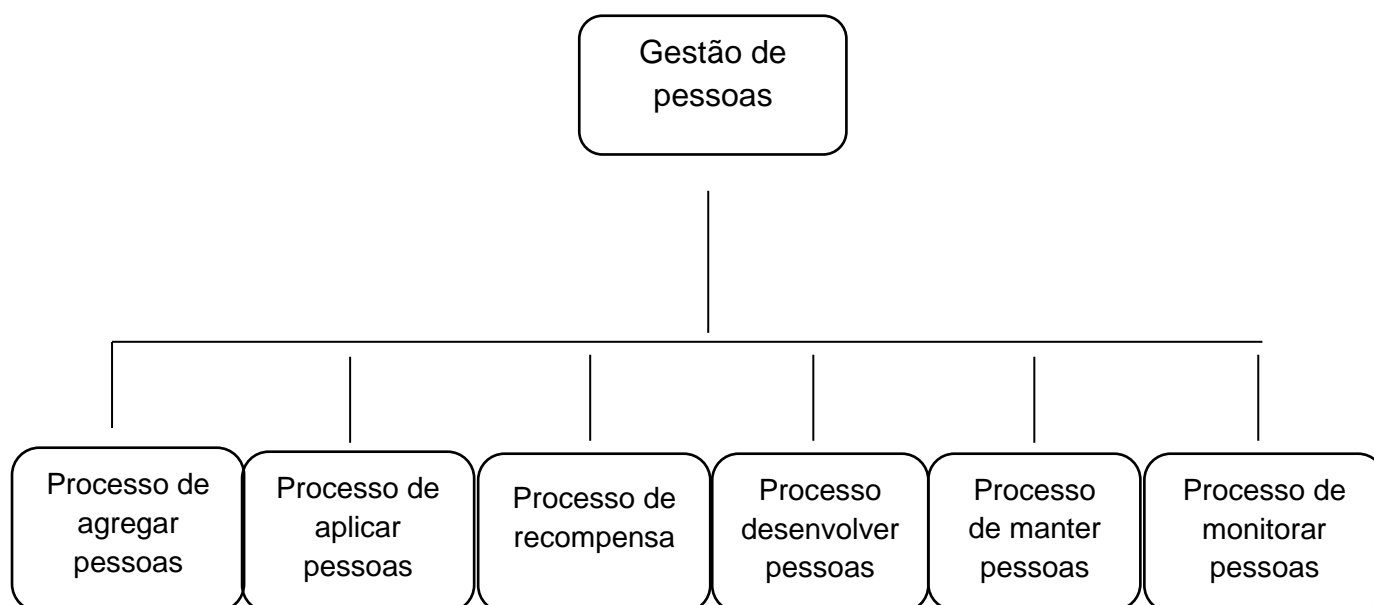 Gestão de
pessoas
Processo de
agregar
pessoas
Processo de
aplicar
pessoas
Processo de
recompensa
Processo
desenvolver
pessoas
Processo
de manter
pessoas
Processo de
monitorar
pessoas